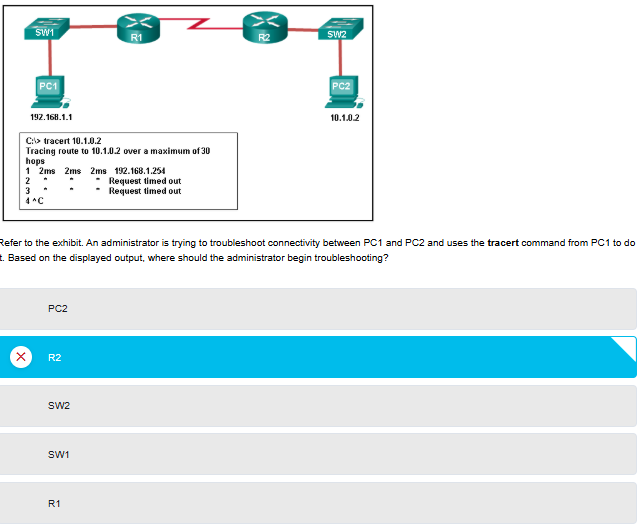 SW1
R1
R2
SW2
PC1
PC2
192.168.1.1
10.1.0.2
C:\> tracert 10.1.0.2
Tracing route to 10.1.0.2 over a maximum of 30
hops
1 2ms 2ms 2ms 192.168.1.254
2 * * * Request timed out
3 * * * Request timed out
4 ^C
Refer to the exhibit. An administrator is trying to troubleshoot connectivity between PC1 and PC2 and uses the tracert command from PC1 to do
t. Based on the displayed output, where should the administrator begin troubleshooting?
PC2
R2
SW2
SW1
R1